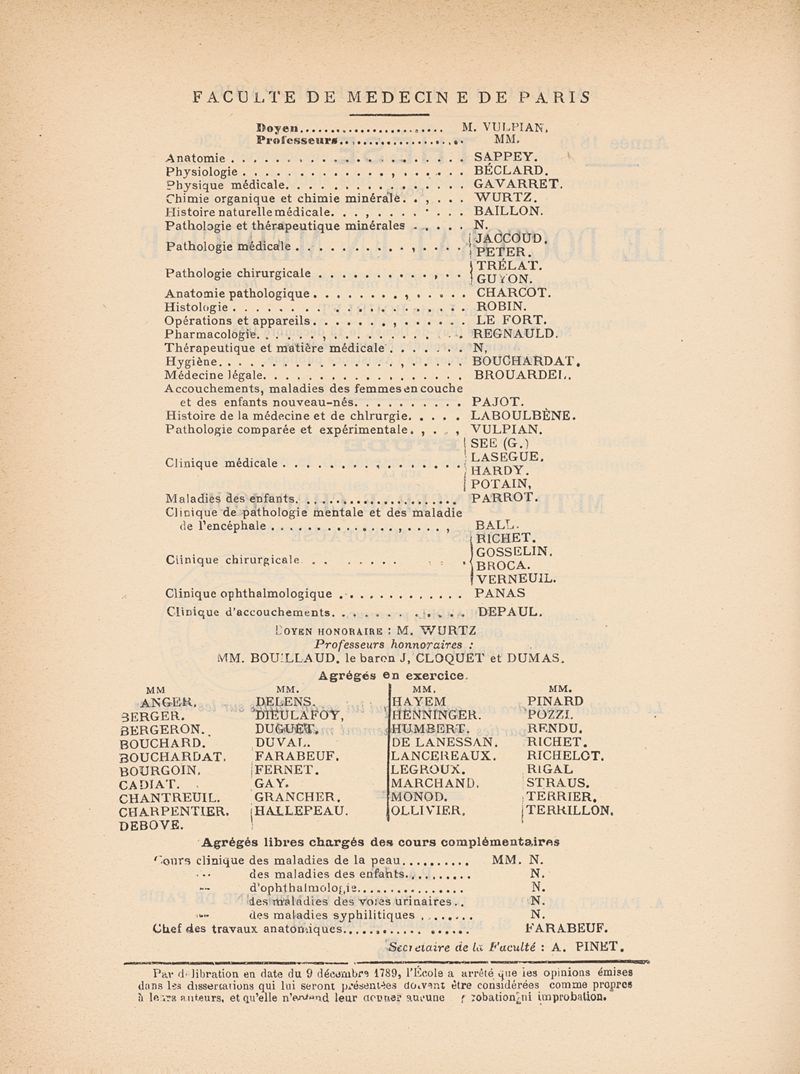 FACULTE DE MEDECINE DE PARIS
Doyen....................... M. VULPIAN.
Professeurs..................... MM.
Anatomie . . . . . . . . . . . . . . . . . . . . . SAPPEY.
Physiologie . . . . . . . . . . . . . . . . . . . . BÉCLARD.
Physique médicale. . . . . . . . . . . . . . . . GAVARRET.
Chimie organique et chimie minérale. . . . . . WURTZ.
Histoire naturelle médicale. . . . . . . . . . . . BAILLON.
Pathologie et thérapeutique minérales . . . . . N.
Pathologie médicale . . . . . . . . . . . . . . . JACCOUD.
PETER.
Pathologie chirurgicale . . . . . . . . . . . . . TRÉLAT.
GUYON.
Anatomie pathologique . . . . . . . . . . . . . . CHARCOT.
Histologie . . . . . . . . . . . . . . . . . . . . . ROBIN.
Opérations et appareils. . . . . . . . . . . . . . LE FORT.
Pharmacologie. . . . . . . . . . . . . . . . . . . REGNAULD.
Thérapeutique et matière médicale . . . . . . . N.
Hygiène. . . . . . . . . . . . . . . . . . . . . . BOUCHARDAT.
Médecine légale. . . . . . . . . . . . . . . . . . BROUARDEL.
Accouchements, maladies des femmes en couche
et des enfants nouveau-nés. . . . . . . . . . PAJOT.
Histoire de la médecine et de chirurgie. . . . . LABOULBÈNE.
Pathologie comparée et expérimentale. . . . . VULPIAN.
SEE (G.)
LASEGUE.
Clinique médicale . . . . . . . . . . . . . . . . HARDY.
POTAIN,
Maladies des enfants. .................... PARROT.
Clinique de pathologie mentale et des maladie
de l'encéphale . . . . . . . . . . . . . . . . . BALL.
RICHET.
GOSSELIN.
Clinique chirurgicale . . . . . . . . . . BROCA.
VERNEUIL.
Clinique ophthalmologique . . . . . . . . . . . . PANAS
Clinique d'accouchements. . . . . . . . . . . . . DEPAUL.
DOYEN HONORAIRE : M. WURTZ
Professeurs honnoraires :
MM. BOUILLAUD, le baron J, CLOQUET et DUMAS.
Agrégés en exercice.
MM MM. MM. MM.
ANGER. DELENS. HAYEM PINARD
BERGER. DIEULAFOY, HENNINGER. POZZI.
BERGERON. DUGUET. HUMBERT. RENDU.
BOUCHARD. DUVAL. DE LANESSAN. RICHET.
BOUCHARDAT. FARABEUF. LANCEREAUX. RICHELOT.
BOURGOIN. FERNET. LEGROUX. RIGAL
CADIAT. GAY. MARCHAND. STRAUS.
CHANTREUIL. GRANCHER. MONOD. TERRIER.
CHARPENTIER. HALLEPEAU. OLLIVIER. TERRILLON.
DEBOVE.
Agrégés libres chargés des cours complémentaires
Cours clinique des maladies de la peau.......... MM. N.
— des maladies des enfants.......... N.
— d'ophthalmologie................ N.
des maladies des voies urinaires .. N.
— des maladies syphilitiques ........ N.
Chef des travaux anatomiques................... FARABEUF.
Secretaire de la Faculté : A. PINET.
Par délibration en date du 9 décembre 1789, l'École a arrêté que les opinions émises
dans les dissertations qui lui seront présentées doivent être considérées comme propres
à leurs auteurs, et qu'elle n'entend leur donner aucune robation ni improbation.